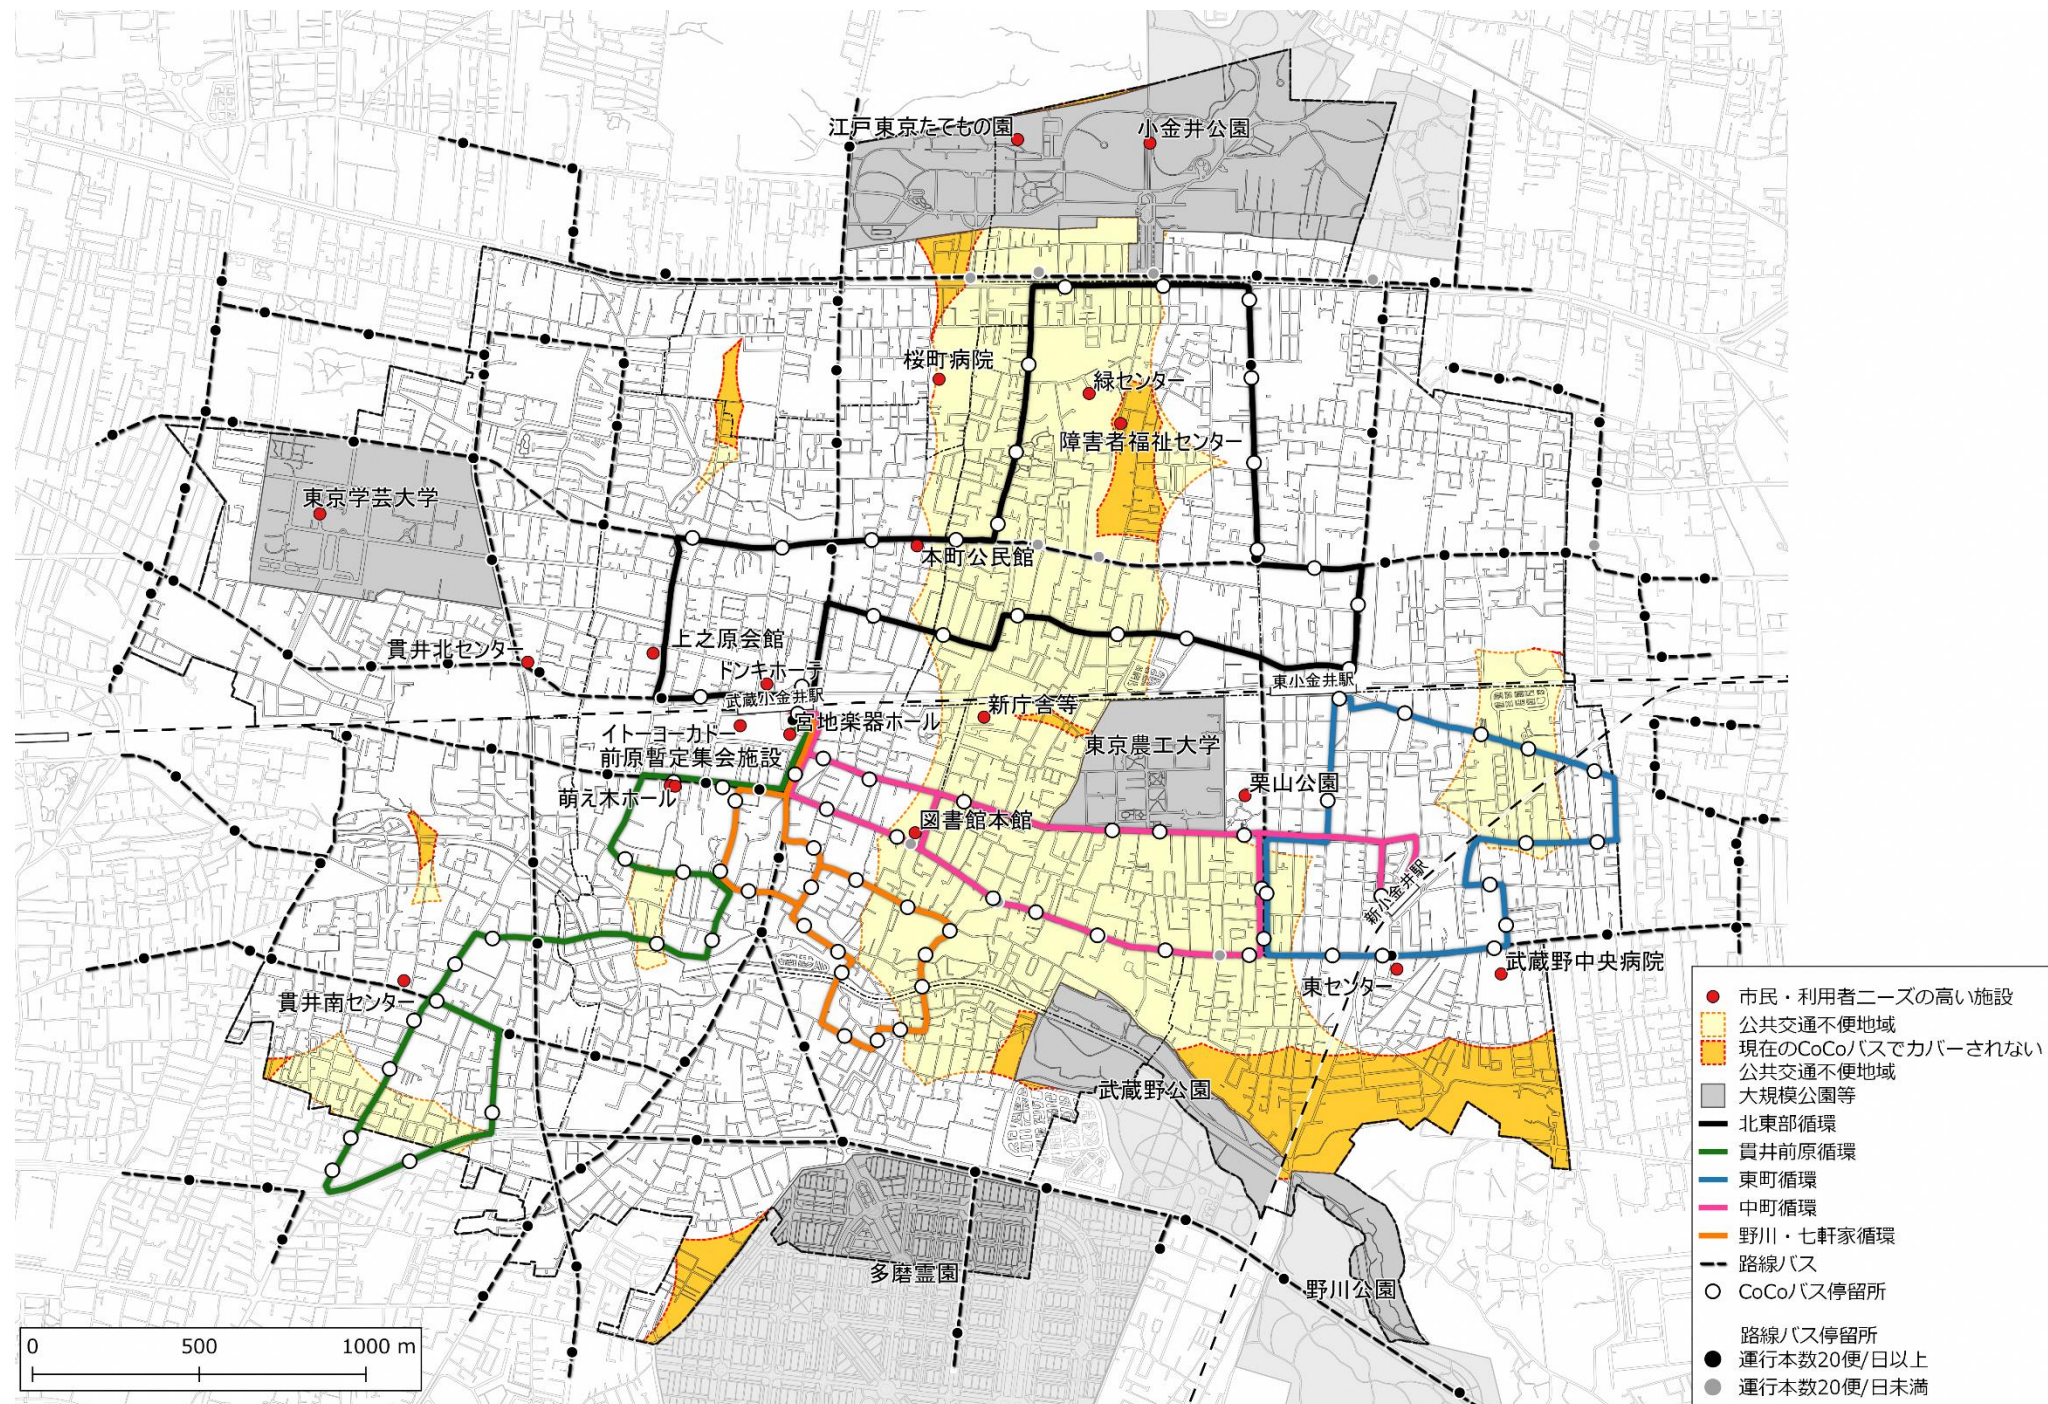 江戸東京たてもの園
小金井公園
桜町病院
緑センター
障害者福祉センター
東京学芸大学
本町公民館
上之原会館
貫井北センター
ドンキホーテ
武蔵小金井駅
東小金井駅
新庁舎等
宮地楽器ホール
イトーヨーカドー
前原暫定集会施設
東京農工大学
栗山公園
萌え木ホール
図書館本館
新小金井駅
武蔵野中央病院
東センター
貫井南センター
武蔵野公園
多磨霊園
野川公園
市民・利用者ニーズの高い施設
公共交通不便地域
現在のCoCoバスでカバーされない
公共交通不便地域
大規模公園等
北東部循環
貫井前原循環
東町循環
中町循環
野川・七軒家循環
路線バス
CoCoバス停留所
路線バス停留所
運行本数20便/日以上
運行本数20便/日未満
0 500 1000 m